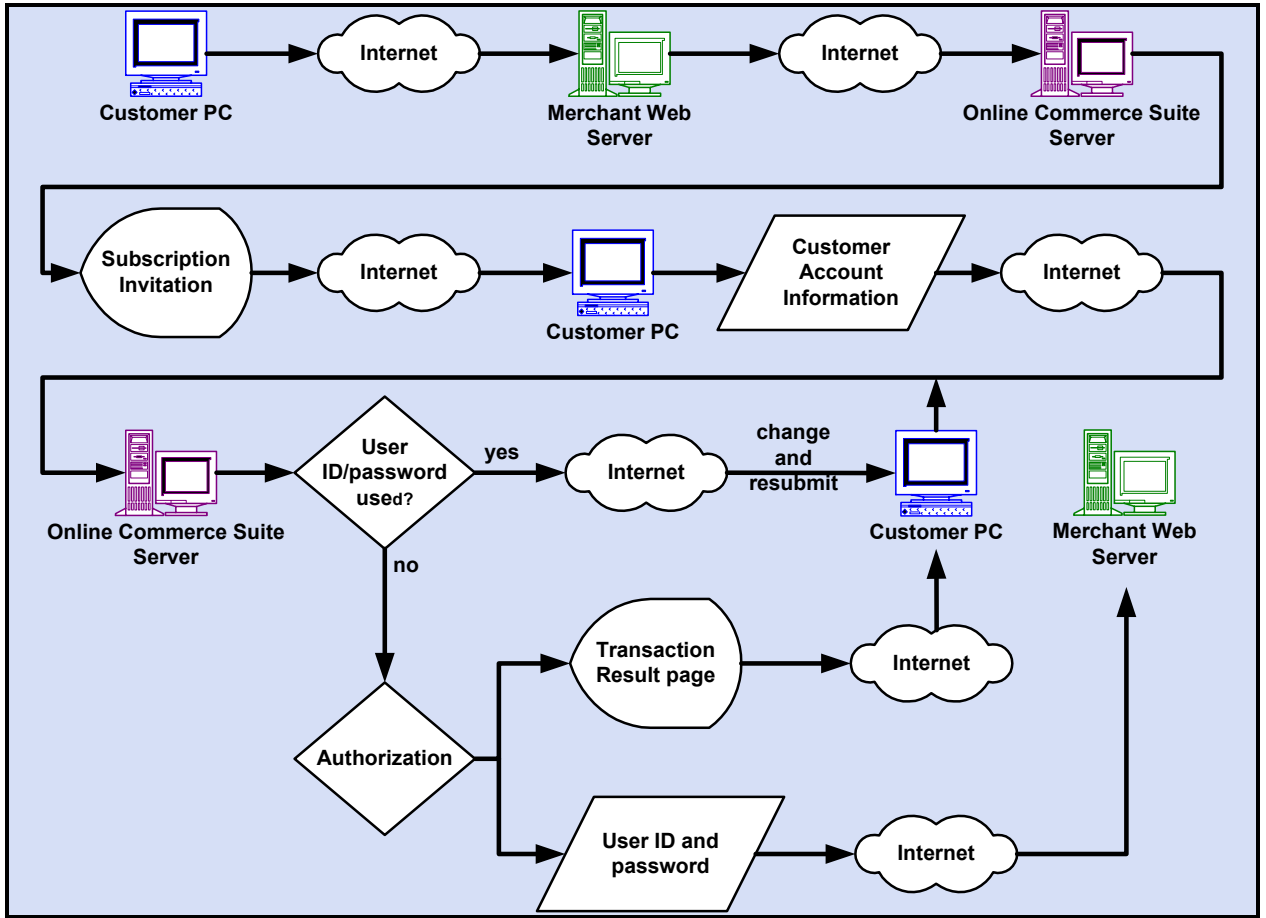 Internet
Internet
Customer PC
Merchant Web
Server
Online Commerce Suite
Server
Subscription
Invitation
Internet
Customer PC
Customer
Account
Information
Internet
Online Commerce Suite
Server
User
ID/password
used?
yes
no
Internet
change
and
resubmit
Customer PC
Merchant Web
Server
Transaction
Result page
Internet
Authorization
User ID and
password
Internet